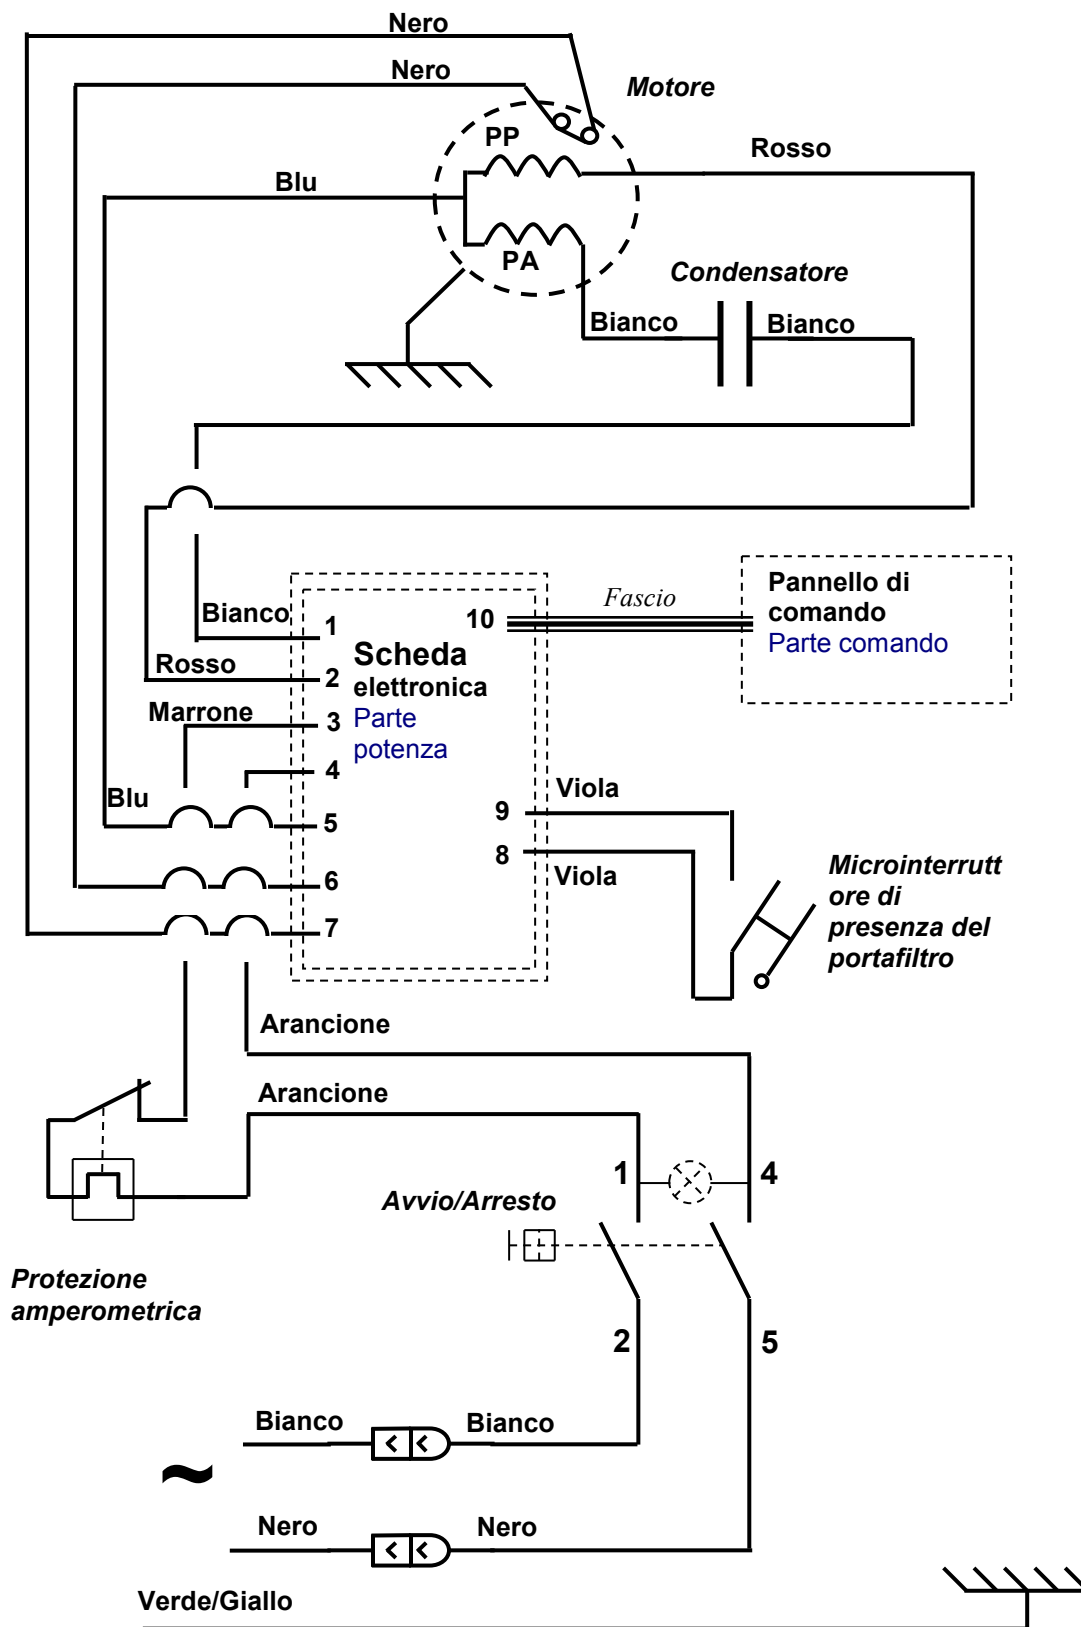 Nero
Nero
Motore
PP
Rosso
Blu
PA
Condensatore
Bianco
Bianco
Pannello di
comando
Parte comando
Fascio
10
Bianco
1
Scheda
elettronica
Parte
potenza
Rosso
2
Marrone
3
4
Viola
Blu
9
5
8
Viola
Microinterrutt
ore di
presenza del
portafiltro
6
7
Arancione
Arancione
1
4
Avvio/Arresto
Protezione
amperometrica
2
5
Bianco
Bianco
~
Nero
Nero
Verde/Giallo